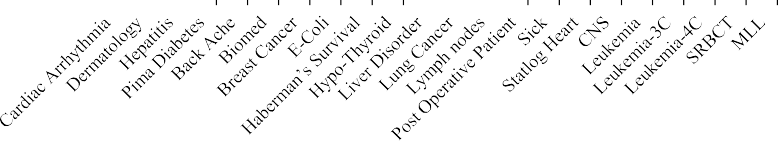 Cardiac Arrhythmia
Dermatology
Hepatitis
Pima Diabetes
Back Ache
Biomed
Breast Cancer
E-Coli
Haberman's Survival
Hypo-Thyroid
Liver Disorder
Lung Cancer
Lymph nodes
Post Operative Patient
Sick
Statlog Heart
CNS
Leukemia
Leukemia-3C
Leukemia-4C
SRBCT
MLL